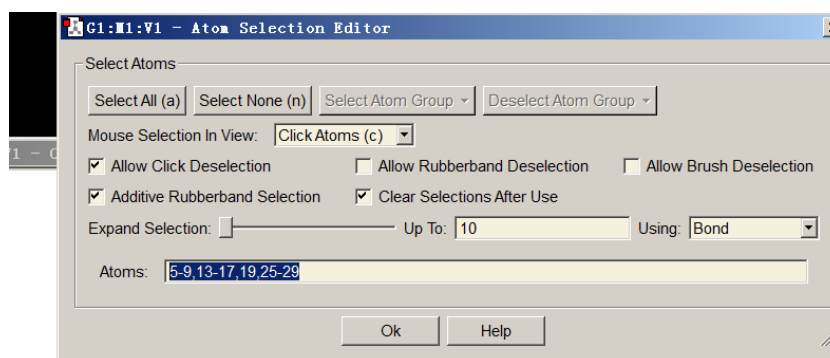 G1:M1:V1 - Atom Selection Editor
Select Atoms
Select All (a) Select None (n) Select Atom Group Deselect Atom Group
Mouse Selection In View: Click Atoms (c)
Allow Click Deselection Allow Rubberband Deselection Allow Brush Deselection
Additive Rubberband Selection Clear Selections After Use
Expand Selection: Up To: 10 Using: Bond
Atoms: 5-9,13-17,19,25-29
Ok Help